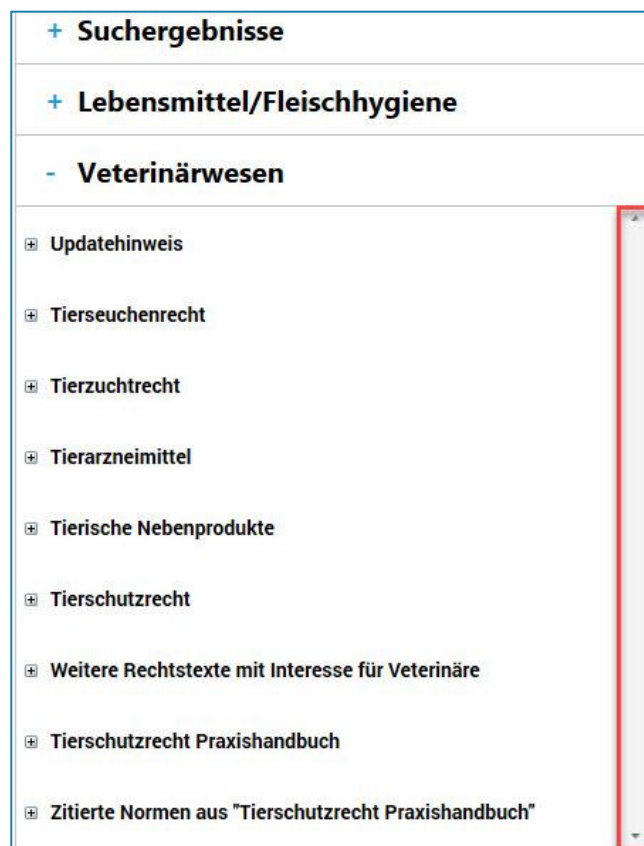 + Suchergebnisse
+ Lebensmittel/Fleischhygiene
- Veterinärwesen
Updatehinweis
Tierseuchenrecht
Tierzuchtrecht
Tierarzneimittel
Tierische Nebenprodukte
Tierschutzrecht
Weitere Rechtstexte mit Interesse für Veterinäre
Tierschutzrecht Praxishandbuch
Zitierte Normen aus "Tierschutzrecht Praxishandbuch"